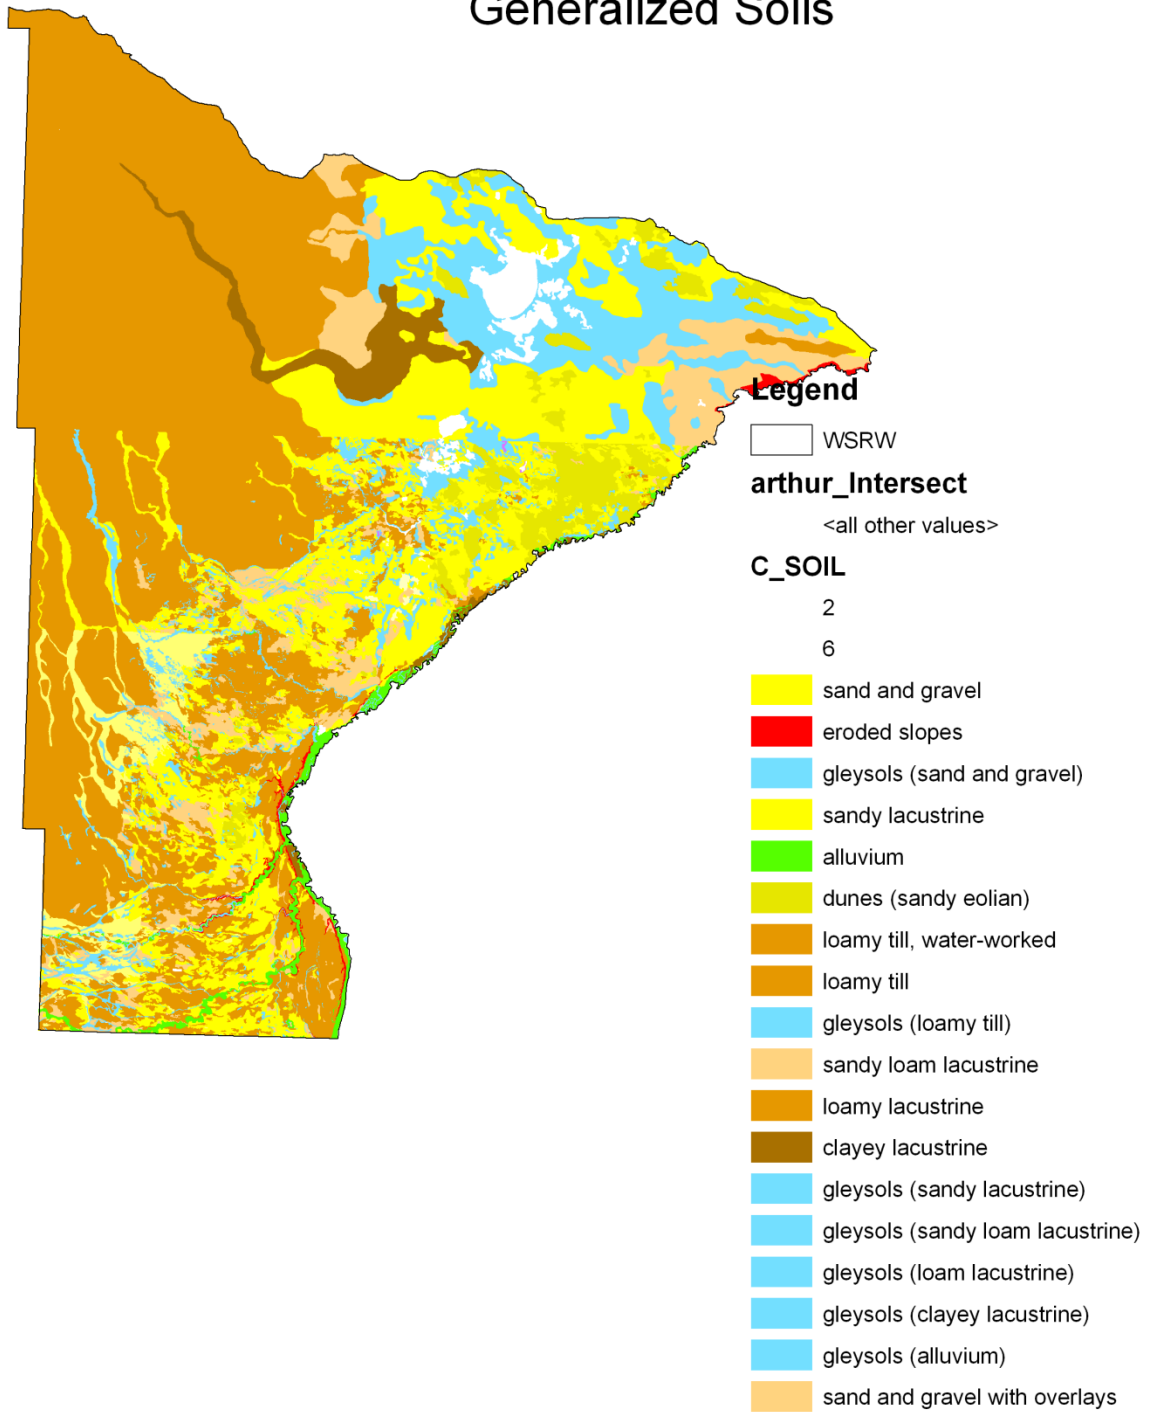 Generalized Soils
Legend
WSRW
arthur_Intersect
<all other values>
C_SOIL
2
6
sand and gravel
eroded slopes
gleysols (sand and gravel)
sandy lacustrine
alluvium
dunes (sandy eolian)
loamy till, water-worked
loamy till
gleysols (loamy till)
sandy loam lacustrine
loamy lacustrine
clayey lacustrine
gleysols (sandy lacustrine)
gleysols (sandy loam lacustrine)
gleysols (loam lacustrine)
gleysols (clayey lacustrine)
gleysols (alluvium)
sand and gravel with overlays